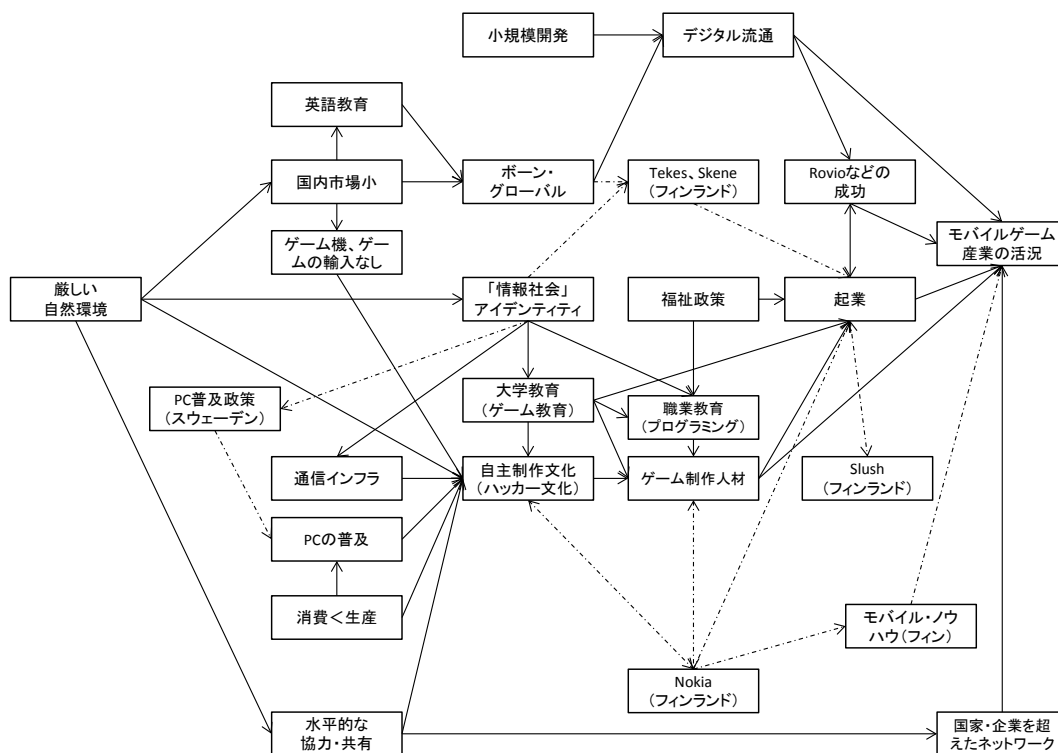 小規模開発
デジタル流通
英語教育
国内市場小
ボーン・
グローバル
Tekes、Skene
(フィンランド)
Rovioなどの
成功
ゲーム機、ゲー
ムの輸入なし
モバイルゲーム
産業の活況
厳しい
自然環境
「情報社会」
アイデンティティ
福祉政策
起業
PC普及政策
(スウェーデン)
大学教育
(ゲーム教育)
職業教育
(プログラミング)
通信インフラ
自主制作文化
(ハッカー文化)
ゲーム制作人材
Slush
(フィンランド)
PCの普及
消費<生産
モバイル・ノウ
ハウ(フィン)
Nokia
(フィンランド)
水平的な
協力・共有
国家・企業を超
えたネットワーク